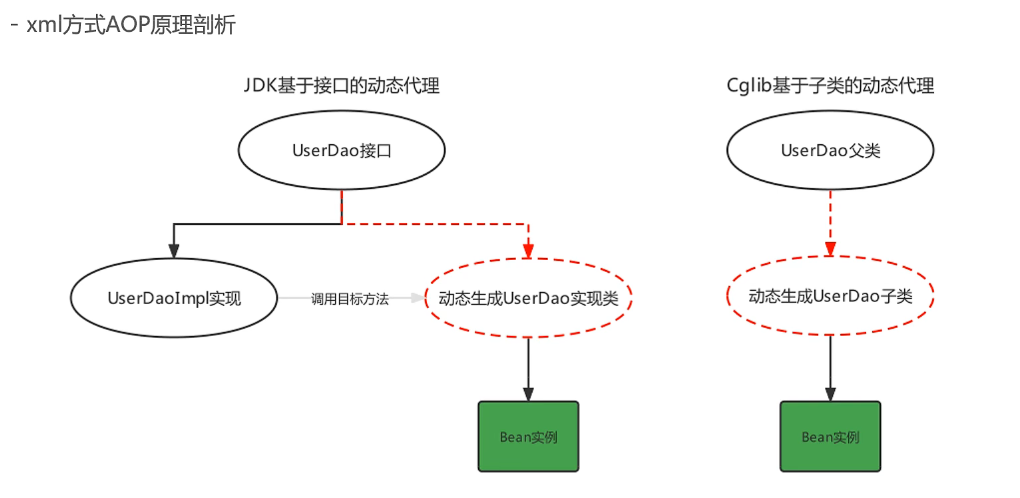 - xml方式AOP原理剖析
JDK基于接口的动态代理
Cglib基于子类的动态代理
UserDao接口
UserDao父类
UserDaoImpl实现
调用目标方法
动态生成UserDao实现类
动态生成UserDao子类
Bean实例
Bean实例